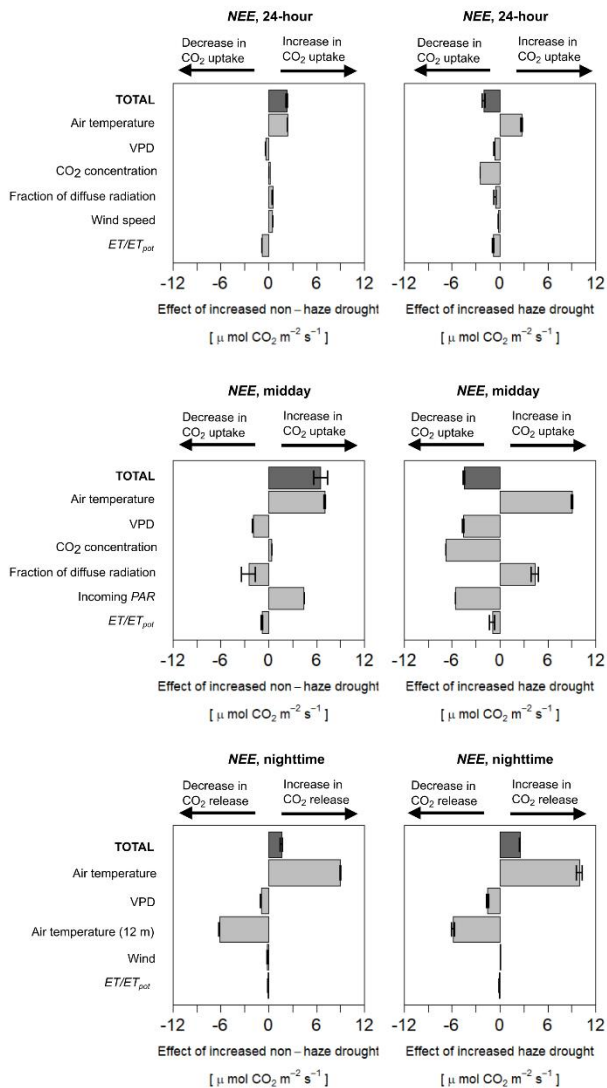 NEE, 24-hour
Decrease in
CO2 uptake
Increase in
CO2 uptake
TOTAL
Air temperature
VPD
CO2 concentration
Fraction of diffuse radiation
Wind speed
ET/ETpot
-12 -6 0 6 12
Effect of increased non – haze drought
[ μ mol CO2 m−2 s−1 ]
NEE, 24-hour
Decrease in
CO2 uptake
Increase in
CO2 uptake
-12 -6 0 6 12
Effect of increased haze drought
[ μ mol CO2 m−2 s−1 ]
NEE, midday
Decrease in
CO2 uptake
Increase in
CO2 uptake
TOTAL
Air temperature
VPD
CO2 concentration
Fraction of diffuse radiation
Incoming PAR
ET/ETpot
-12 -6 0 6 12
Effect of increased non – haze drought
[ μ mol CO2 m−2 s−1 ]
NEE, midday
Decrease in
CO2 uptake
Increase in
CO2 uptake
-12 -6 0 6 12
Effect of increased haze drought
[ μ mol CO2 m−2 s−1 ]
NEE, nighttime
Decrease in
CO2 release
Increase in
CO2 release
TOTAL
Air temperature
VPD
Air temperature (12 m)
Wind
ET/ETpot
-12 -6 0 6 12
Effect of increased non – haze drought
[ μ mol CO2 m−2 s−1 ]
NEE, nighttime
Decrease in
CO2 release
Increase in
CO2 release
-12 -6 0 6 12
Effect of increased haze drought
[ μ mol CO2 m−2 s−1 ]